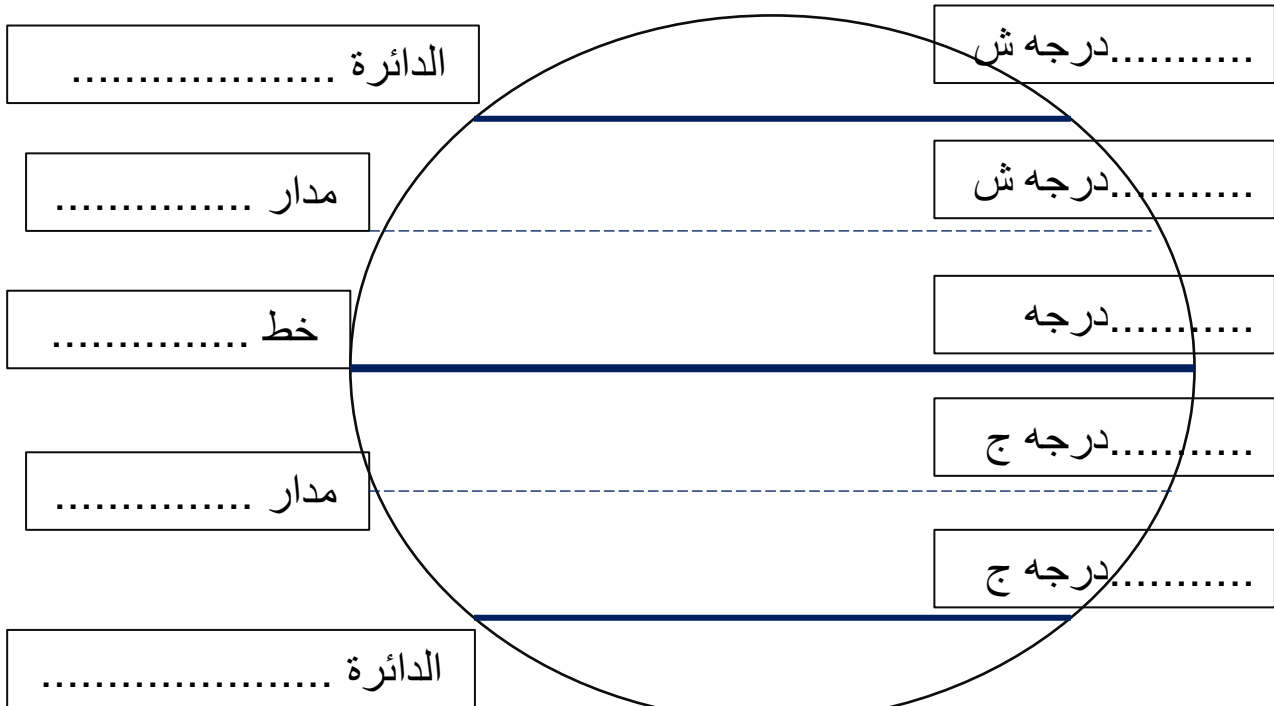 ...........درجه ش
الدائرة ....................
...........درجه ش
مدار ...............
...........درجه
خط ...............
...........درجه ج
مدار ...............
...........درجه ج
الدائرة ......................